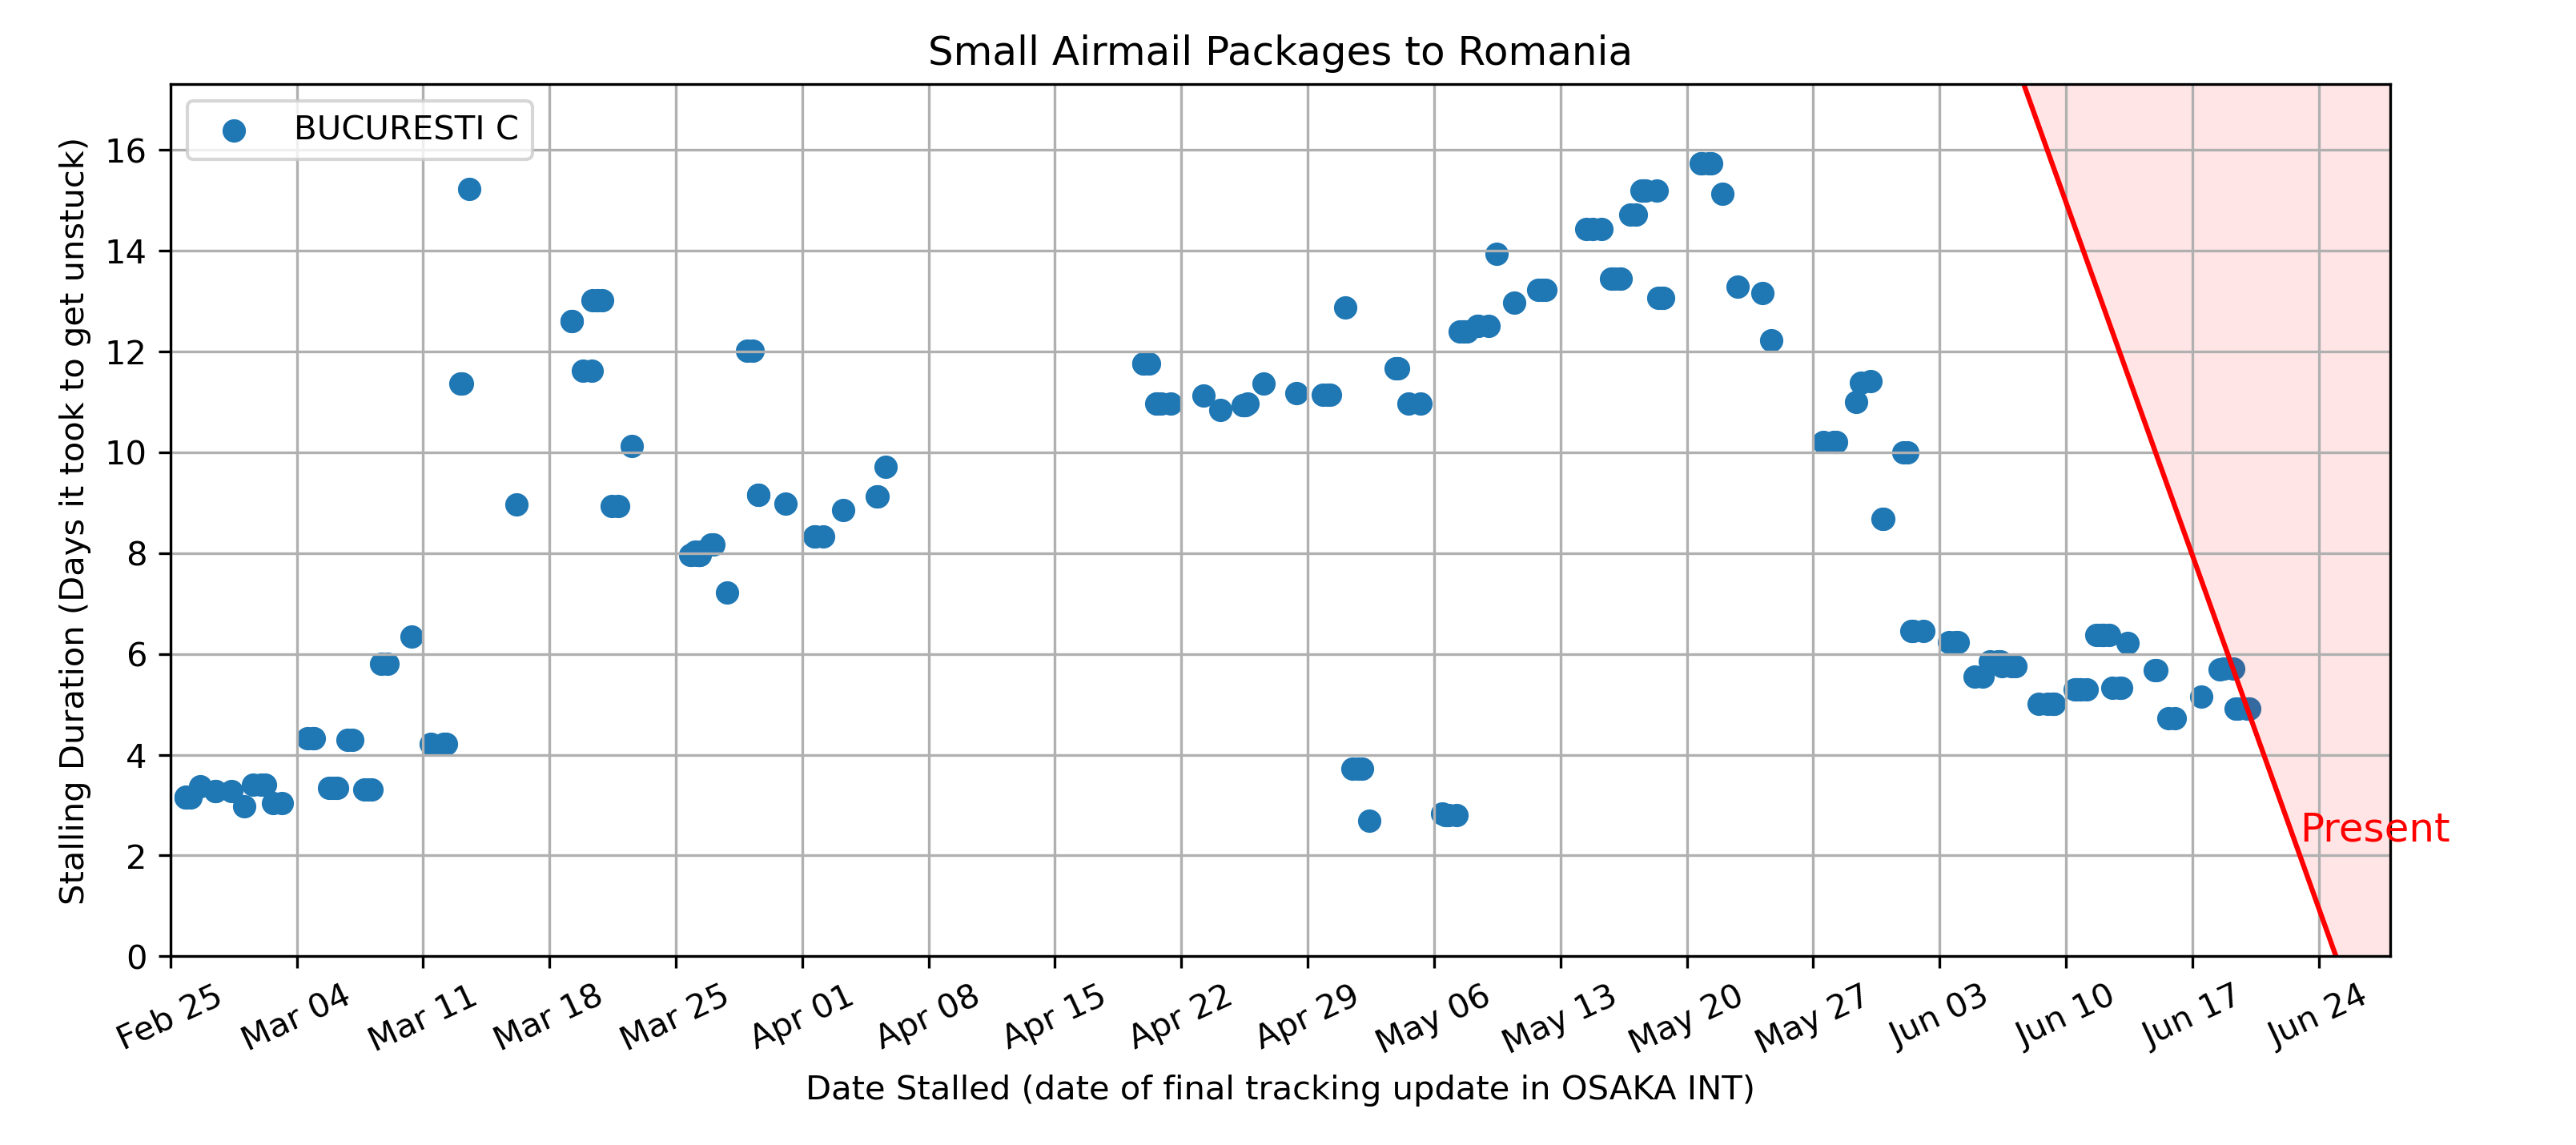 Small Airmail Packages to Romania
BUCURESTI C
Stalling Duration (Days it took to get unstuck)
16
14
12
10
8
6
4
2
0
Present
Feb 25
Mar 04
Mar 11
Mar 18
Mar 25
Apr 01
Apr 08
Apr 15
Apr 22
Apr 29
May 06
May 13
May 20
May 27
Jun 03
Jun 10
Jun 17
Jun 24
Date Stalled (date of final tracking update in OSAKA INT)